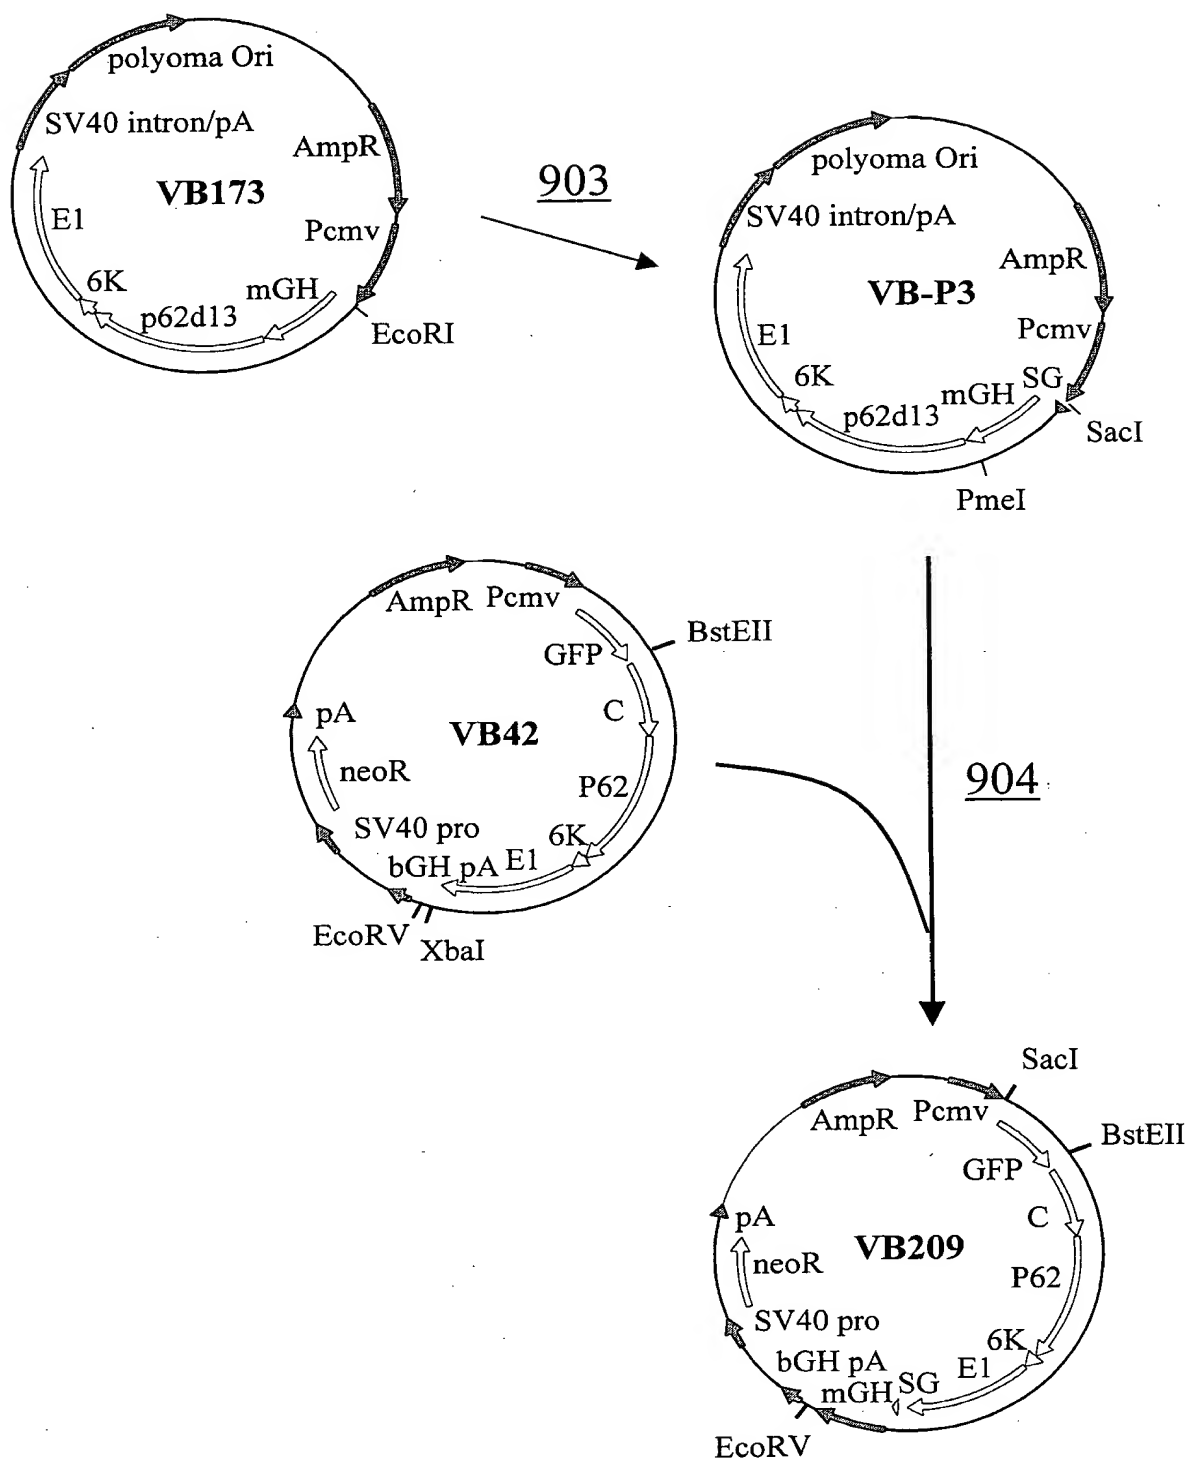 polyoma Ori
SV40 intron/pA
AmpR
VB173
E1
Pcmv
6K
mGH
p62d13
EcoRI
903
polyoma Ori
SV40 intron/pA
AmpR
VB-P3
E1
Pcmv
6K
SG
mGH
p62d13
SacI
PmeI
AmpR
Pcmv
BstEII
GFP
pA
VB42
C
neoR
P62
SV40 pro
6K
bGH pA
E1
EcoRV
XbaI
904
SacI
AmpR
Pcmv
BstEII
GFP
pA
C
VB209
neoR
P62
SV40 pro
6K
bGH pA
E1
mGH
SG
EcoRV